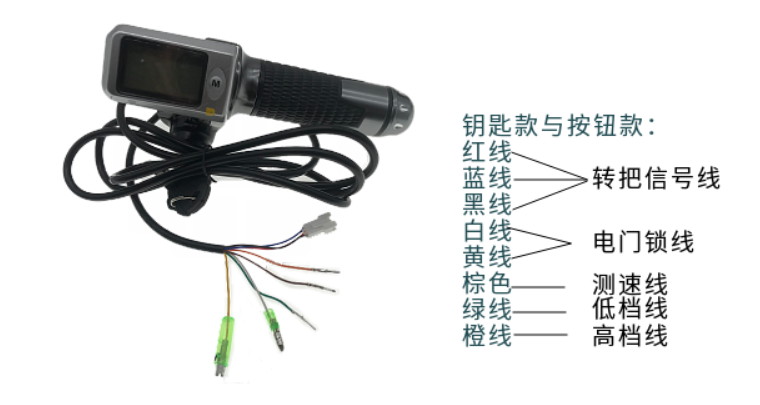 M
钥匙款与按钮款:
红线
蓝线
黑线
转把信号线
白线
黄线
电门锁线
棕色 测速线
绿线 低档线
橙线 高档线